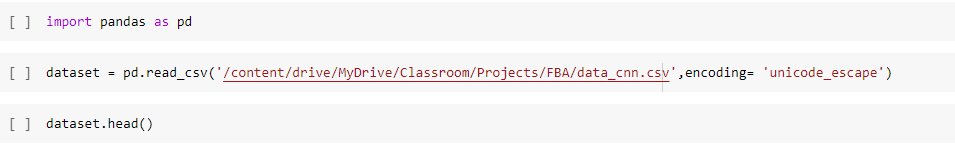 [ ] import pandas as pd
[ ] dataset = pd.read_csv('/content/drive/MyDrive/Classroom/Projects/FBA/data_cnn.csv',encoding= 'unicode_escape')
[ ] dataset.head()